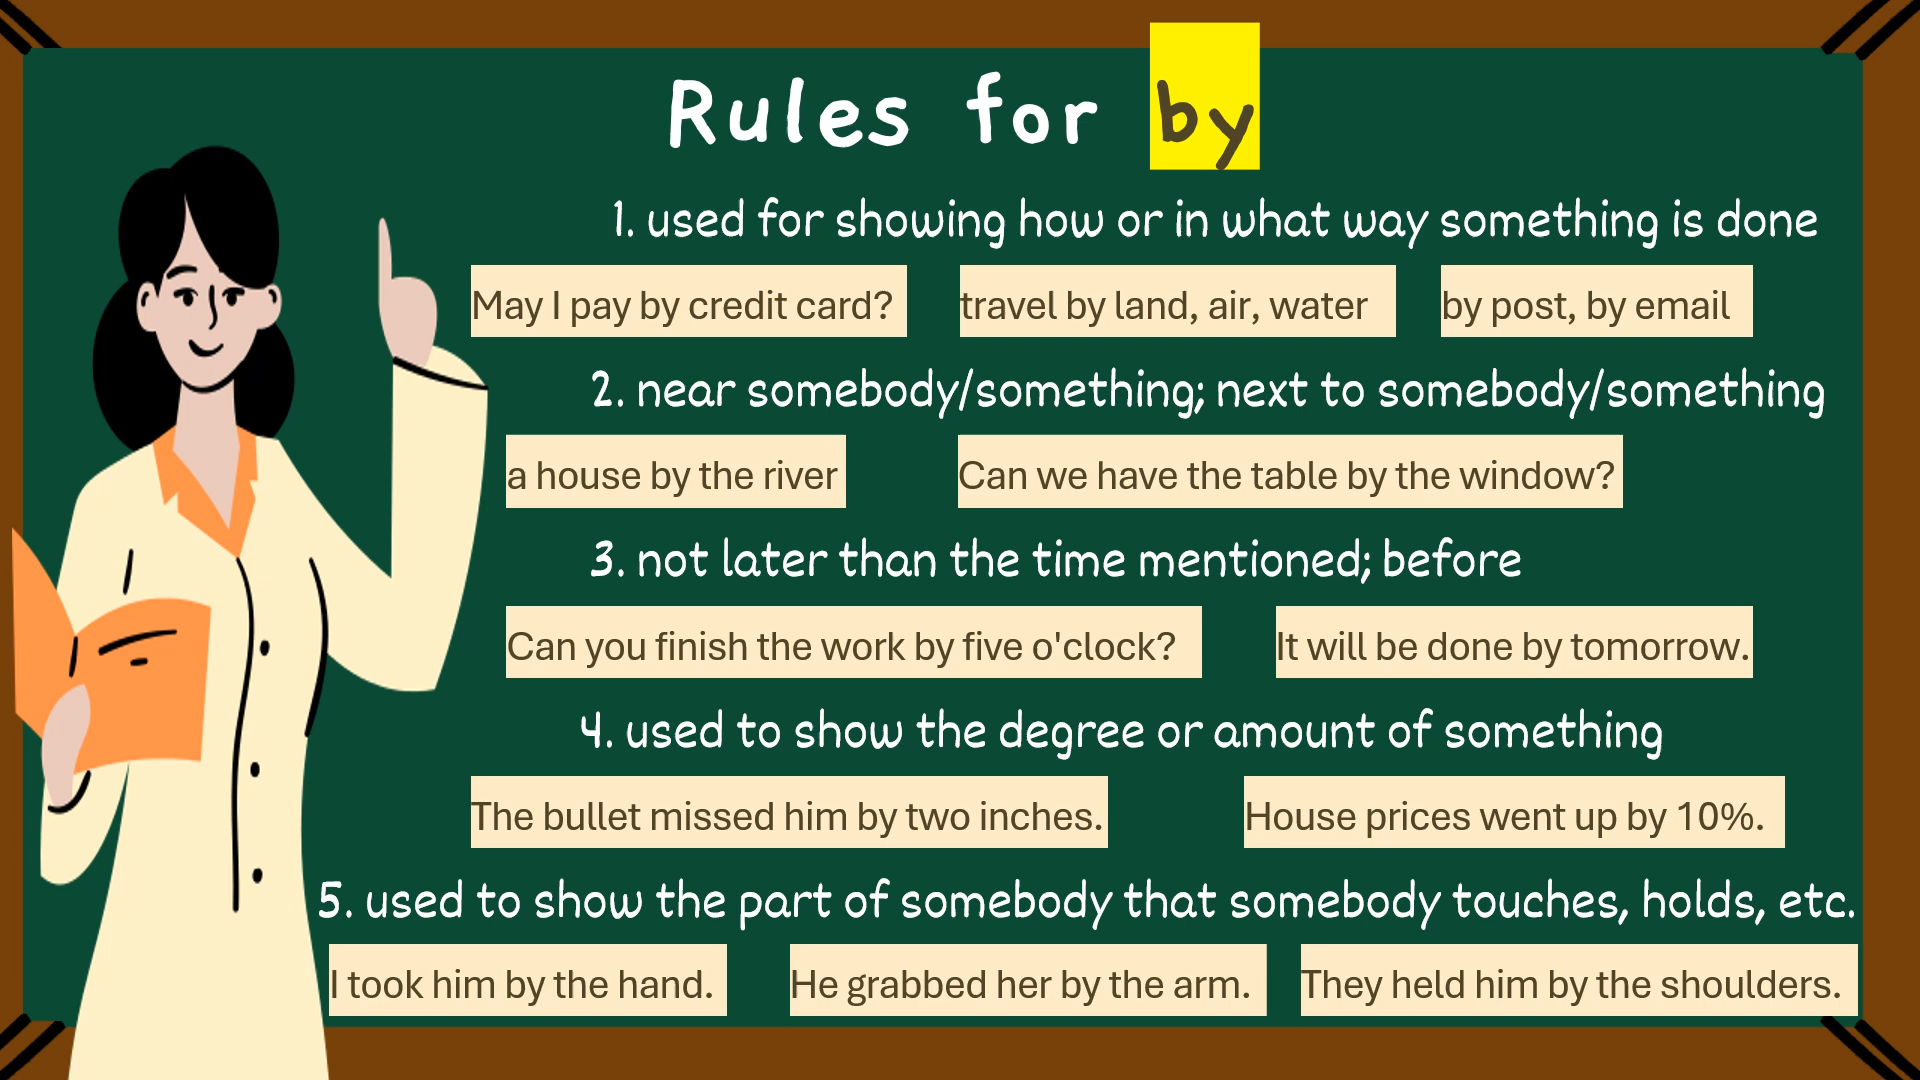 Rules for by
1. used for showing how or in what way something is done
May I pay by credit card? travel by land, air, water by post, by email
2. near somebody/something; next to somebody/something
a house by the river Can we have the table by the window?
3. not later than the time mentioned; before
Can you finish the work by five o'clock? It will be done by tomorrow.
4. used to show the degree or amount of something
The bullet missed him by two inches. House prices went up by 10%.
5. used to show the part of somebody that somebody touches, holds, etc.
I took him by the hand. He grabbed her by the arm. They held him by the shoulders.